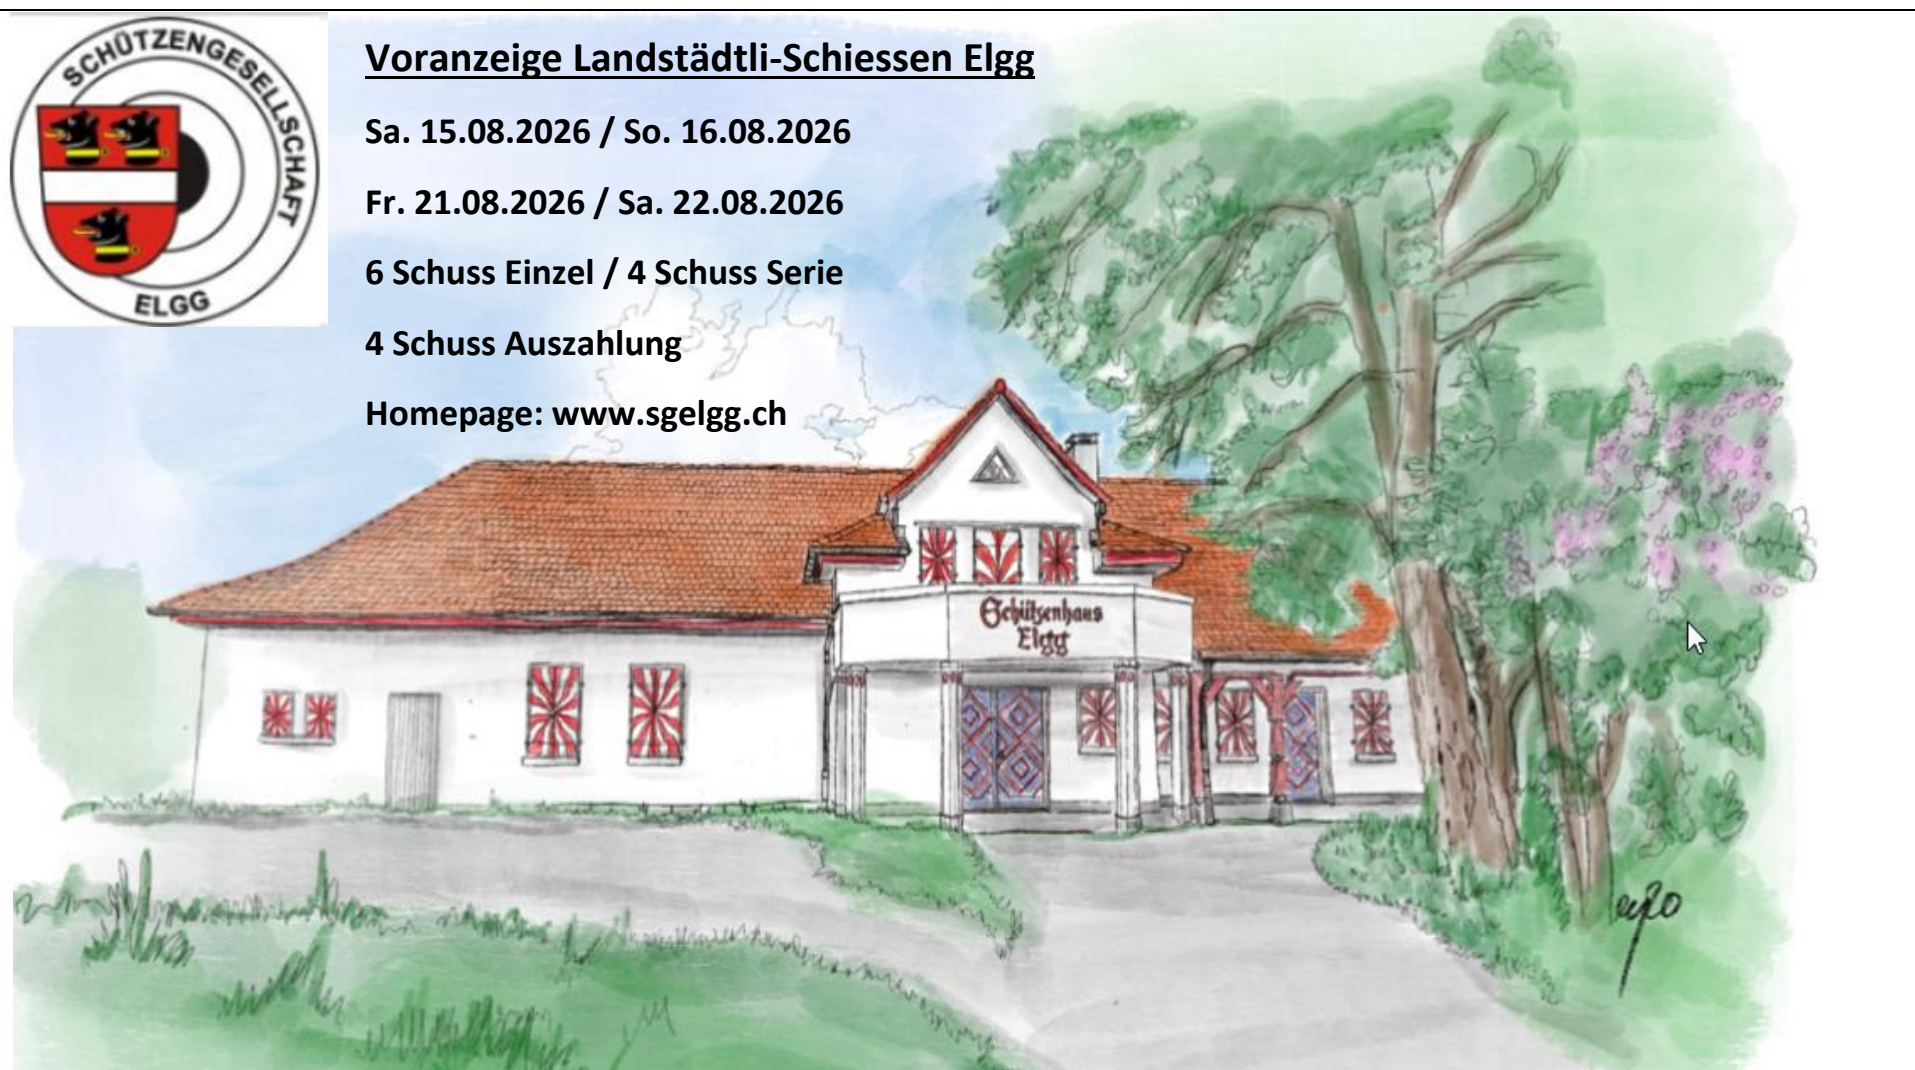 SCHÜTZENGESELLSCHAFT
ELGG
Voranzeige Landstädtli-Schiessen Elgg
Sa. 15.08.2026 / So. 16.08.2026
Fr. 21.08.2026 / Sa. 22.08.2026
6 Schuss Einzel / 4 Schuss Serie
4 Schuss Auszahlung
Homepage: www.sgelgg.ch
Schützenhaus
Elgg